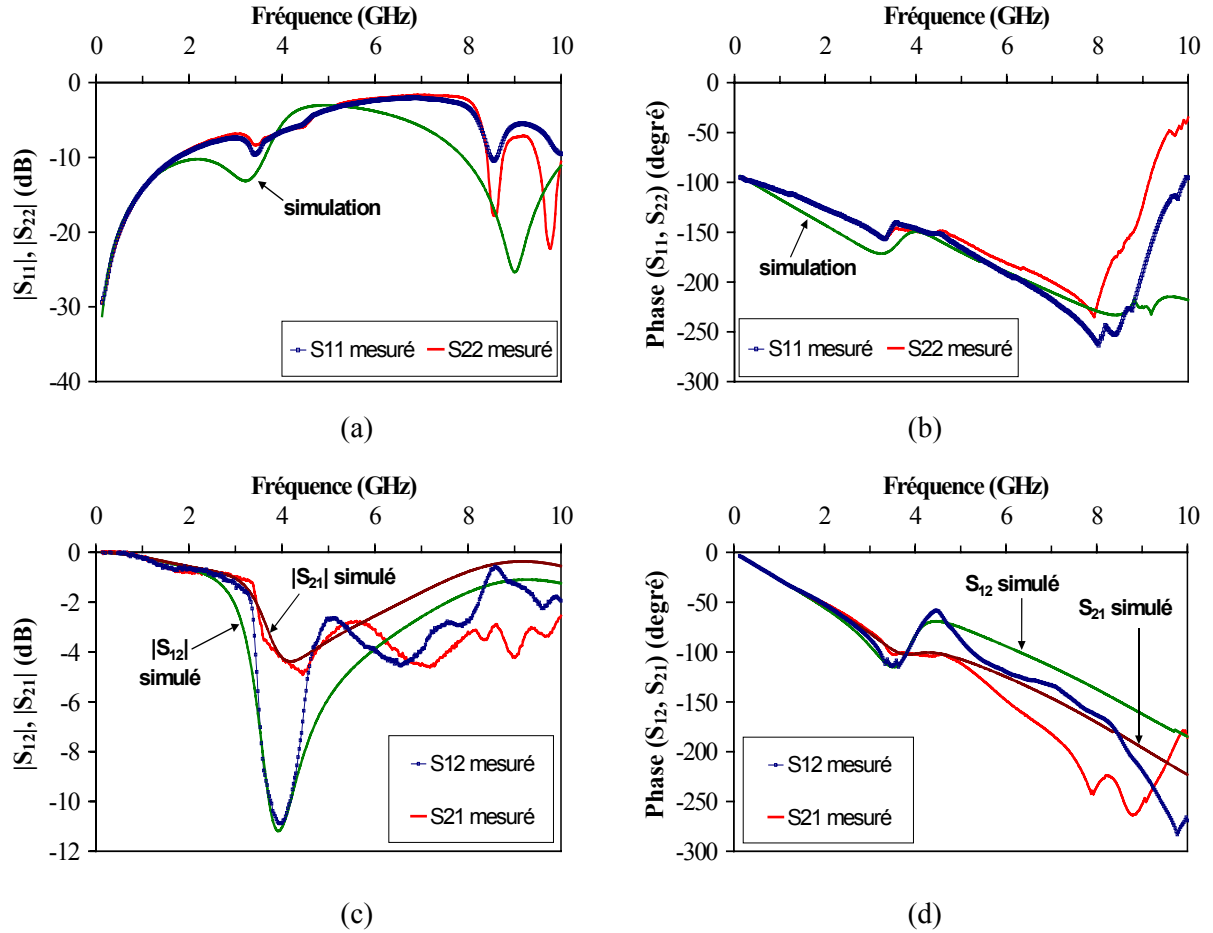 Fréquence (GHz)
0 2 4 6 8 10
0
-10
-20
-30
-40
|S11|, |S22| (dB)
simulation
S11 mesuré S22 mesuré
(a)
Fréquence (GHz)
0 2 4 6 8 10
0
-50
-100
-150
-200
-250
-300
Phase (S11, S22) (degré)
simulation
S11 mesuré S22 mesuré
(b)
Fréquence (GHz)
0 2 4 6 8 10
0
-2
-4
-6
-8
-10
-12
|S12|, |S21| (dB)
|S21| simulé
|S12|
simulé
S12 mesuré
S21 mesuré
(c)
Fréquence (GHz)
0 2 4 6 8 10
0
-50
-100
-150
-200
-250
-300
Phase (S12, S21) (degré)
S12 simulé
S21 simulé
S12 mesuré
S21 mesuré
(d)